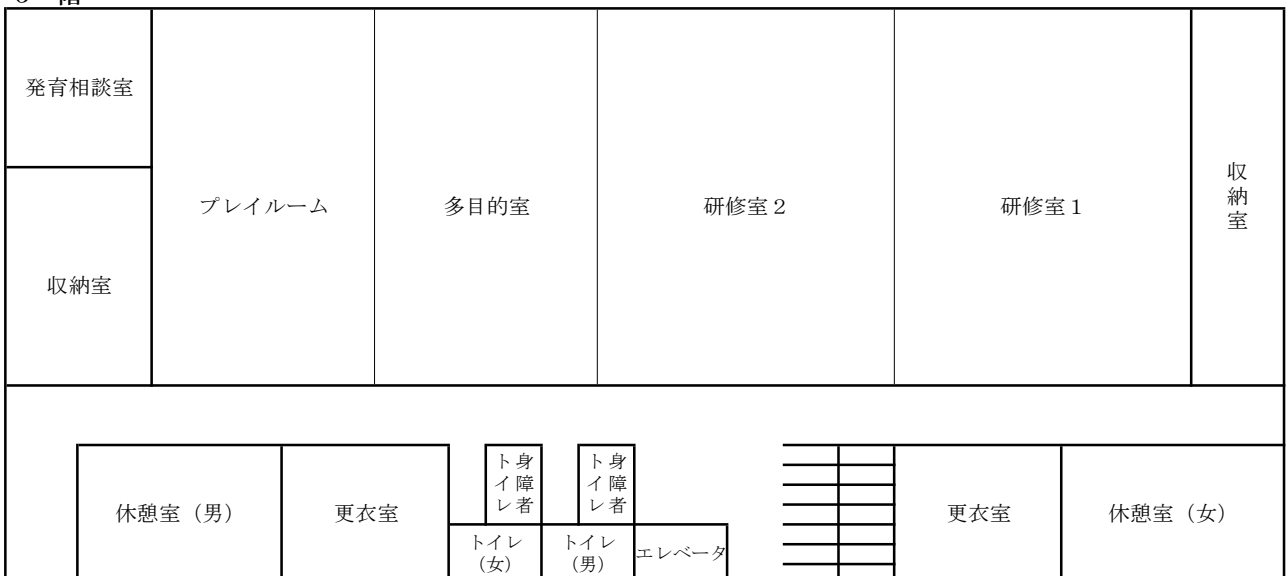 発育相談室
収納室
プレイルーム
多目的室
研修室２
研修室１
収納室
休憩室（男）
更衣室
身障者トイレ
身障者トイレ
トイレ
（女）
トイレ
（男）
エレベータ
更衣室
休憩室（女）